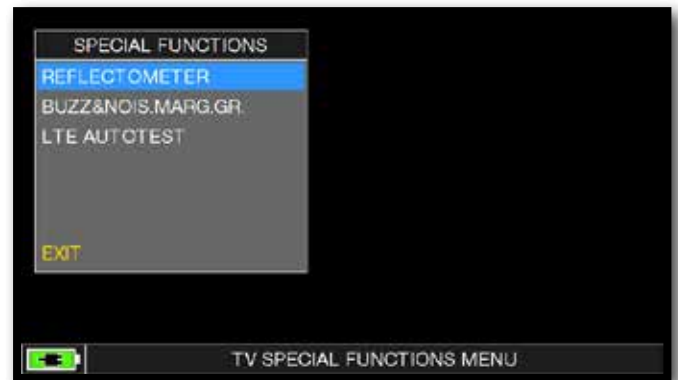 SPECIAL FUNCTIONS
REFLECTOMETER
BUZZ&NOIS.MARG.GR.
LTE AUTOTEST
EXIT
TV SPECIAL FUNCTIONS MENU